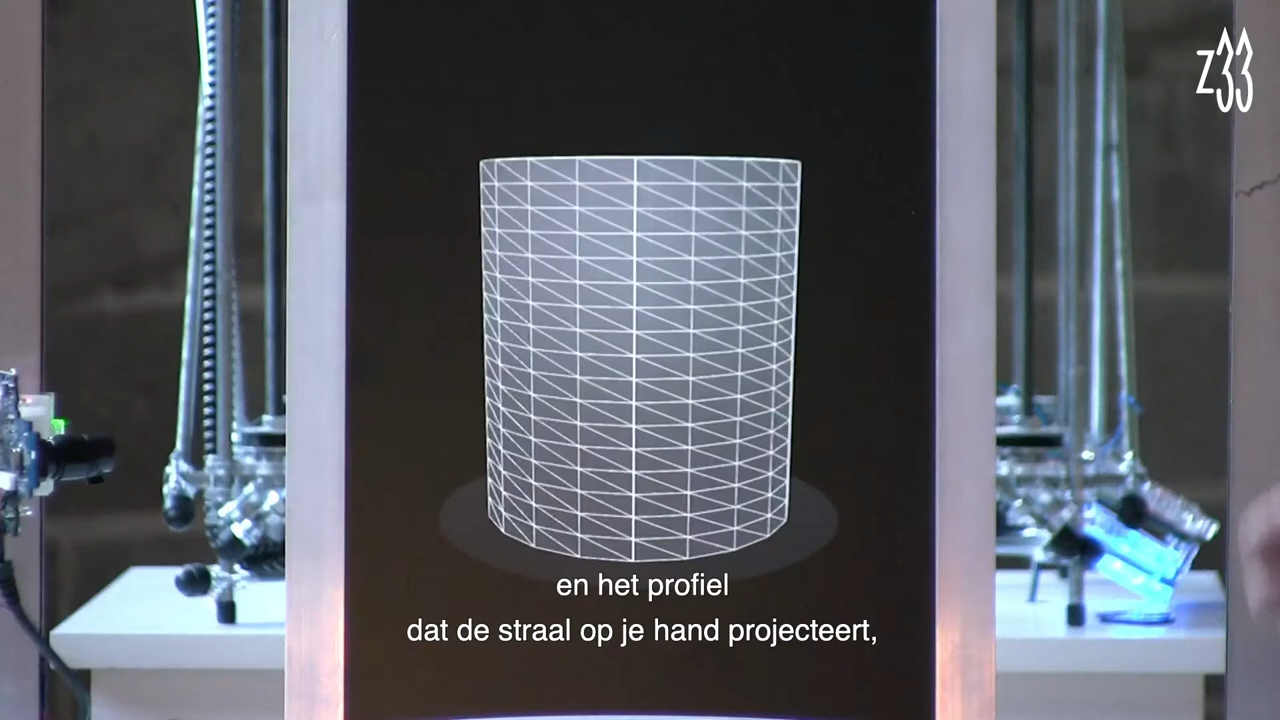 Z33
en het profiel
dat de straal op je hand projecteert,